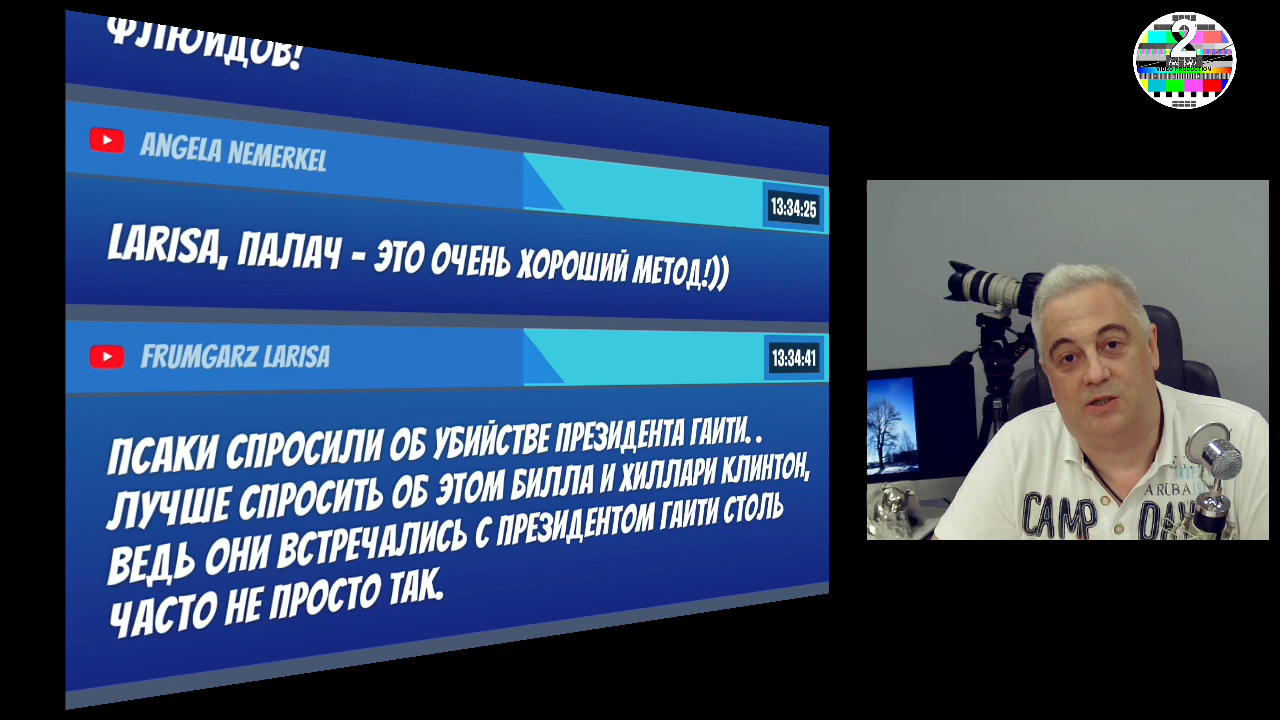 ФЛЮИДОВ!
ANGELA NEMERKEL
13:34:25
LARISA, ПАЛАЧ - ЭТО ОЧЕНЬ ХОРОШИЙ МЕТОД!))
FRUMGARZ LARISA
13:34:41
ПСАКИ СПРОСИЛИ ОБ УБИЙСТВЕ ПРЕЗИДЕНТА ГАИТИ. .
ЛУЧШЕ СПРОСИТЬ ОБ ЭТОМ БИЛЛА И ХИЛЛАРИ КЛИНТОН,
ВЕДЬ ОНИ ВСТРЕЧАЛИСЬ С ПРЕЗИДЕНТОМ ГАИТИ СТОЛЬ
ЧАСТО НЕ ПРОСТО ТАК.
2
ARUBA
CAMP